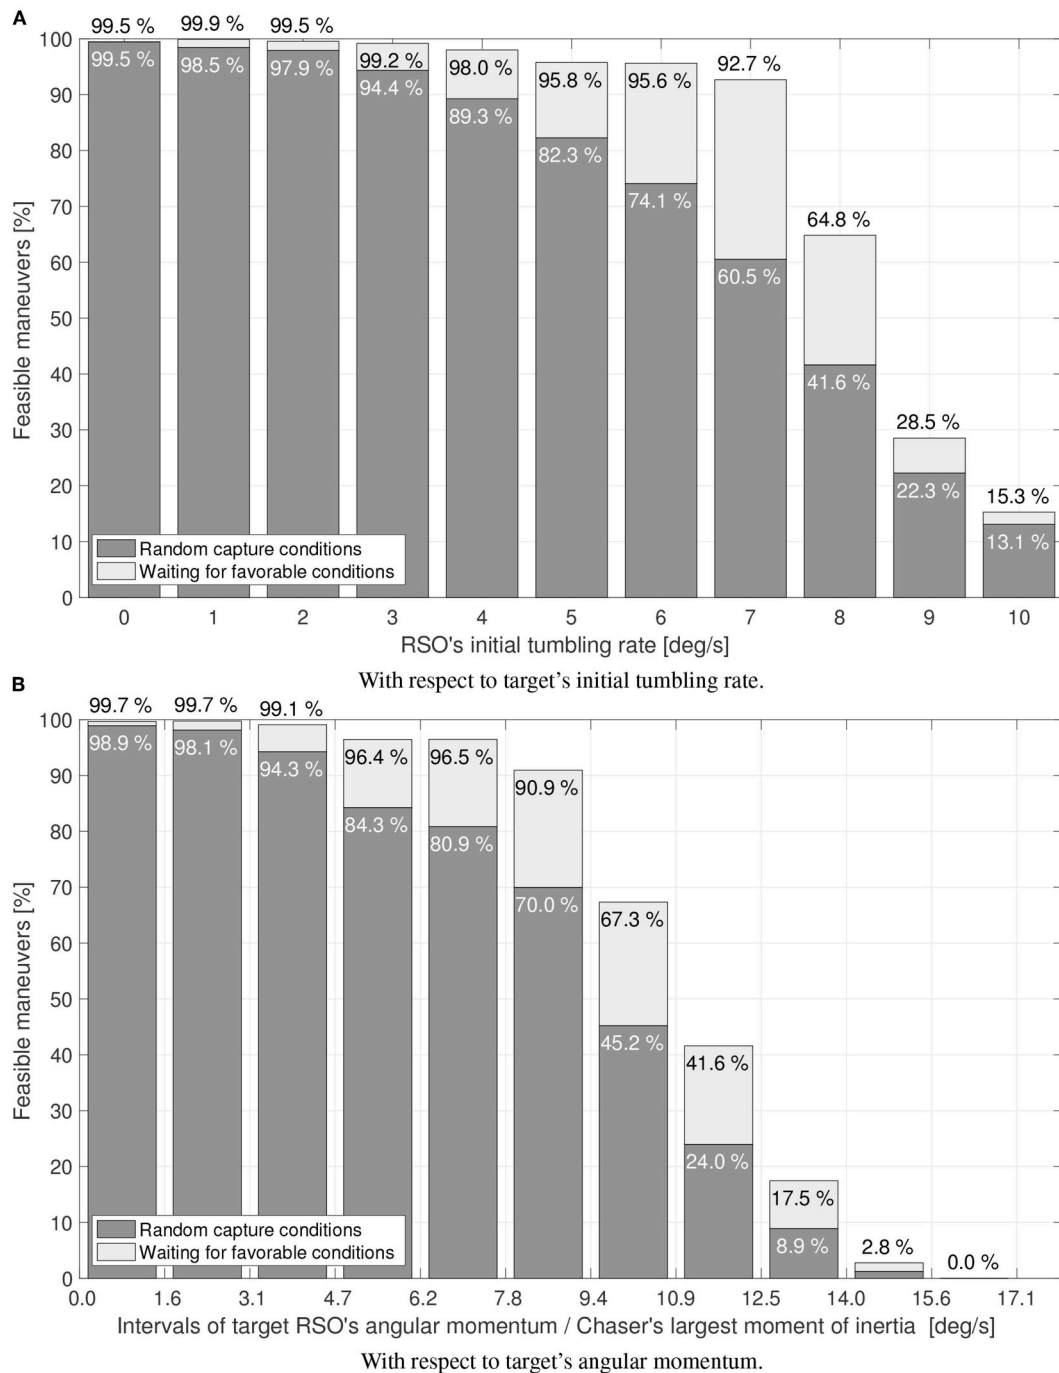 A
99.5 % 99.9 % 99.5 %
100
99.5 % 98.5 % 97.9 % 99.2 % 98.0 % 95.8 % 95.6 % 92.7 %
94.4 %
90
89.3 %
82.3 %
80
74.1 %
70
64.8 %
60
60.5 %
50
40
41.6 %
30
28.5 %
22.3 %
20
15.3 %
13.1 %
10
0
Feasible maneuvers [%]
Random capture conditions
Waiting for favorable conditions
0 1 2 3 4 5 6 7 8 9 10
RSO's initial tumbling rate [deg/s]
With respect to target's initial tumbling rate.
B
99.7 % 99.7 % 99.1 %
100
98.9 % 98.1 % 94.3 % 96.4 % 96.5 %
90
90.9 %
84.3 %
80.9 %
80
70
70.0 %
67.3 %
60
50
45.2 %
40
41.6 %
30
24.0 %
20
17.5 %
10
8.9 %
2.8 %
0.0 %
0
Feasible maneuvers [%]
Random capture conditions
Waiting for favorable conditions
0.0 1.6 3.1 4.7 6.2 7.8 9.4 10.9 12.5 14.0 15.6 17.1
Intervals of target RSO's angular momentum / Chaser's largest moment of inertia [deg/s]
With respect to target's angular momentum.